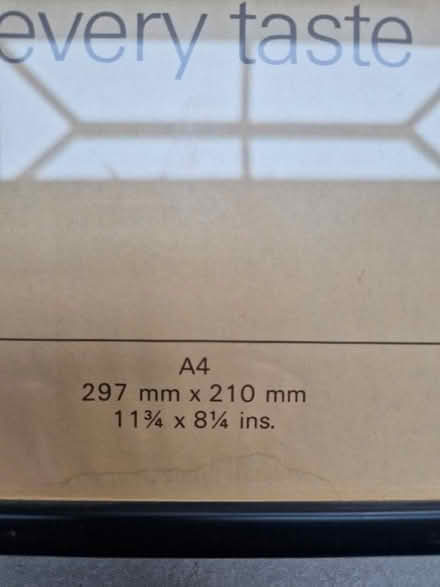 every taste
A4
297 mm x 210 mm
11¾ x 8¼ ins.